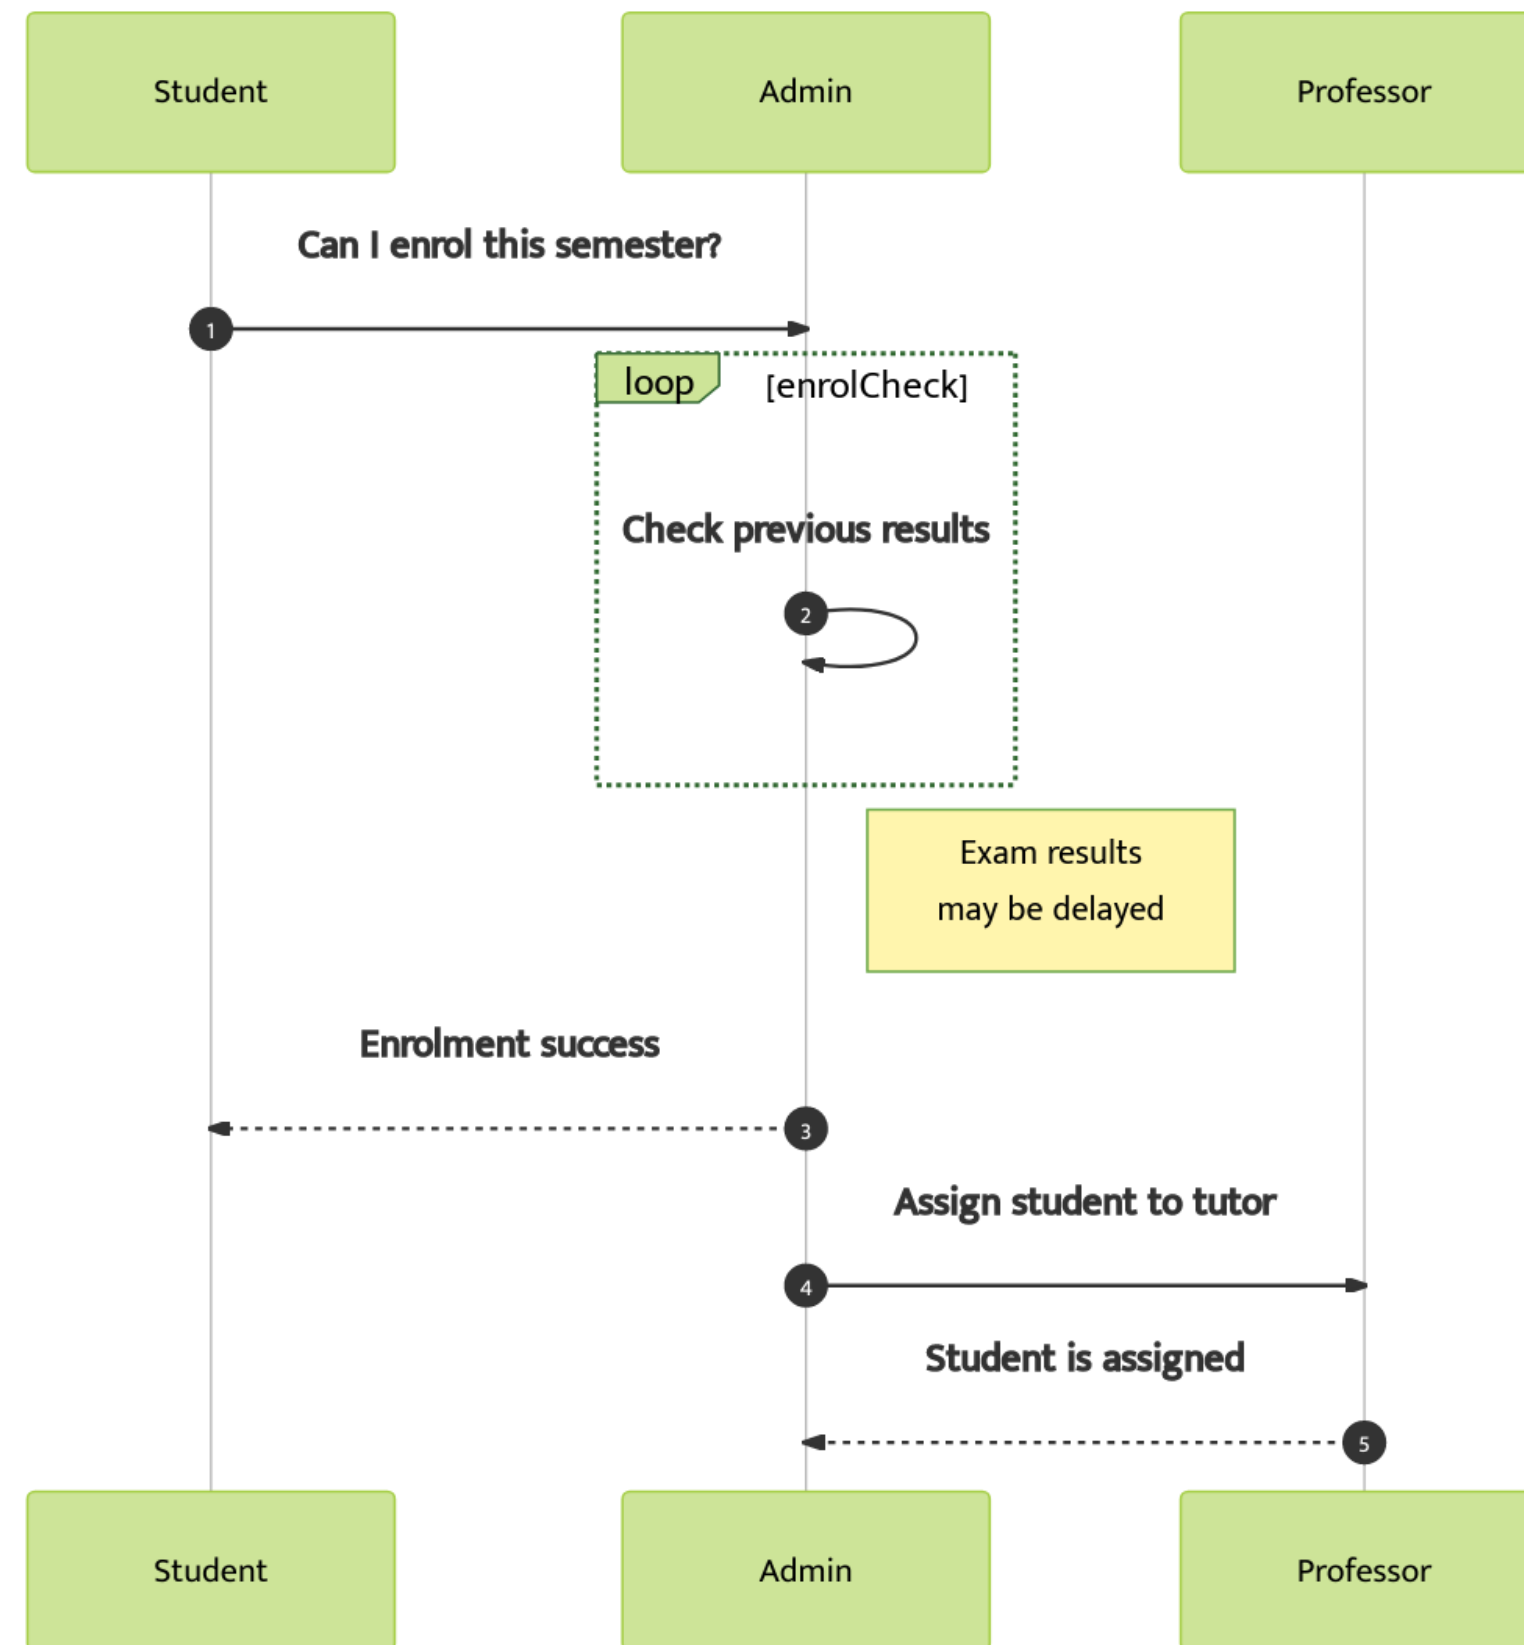 Student
Admin
Professor
Can I enrol this semester?
1
loop
[enrolCheck]
Check previous results
2
Exam results
may be delayed
Enrolment success
3
Assign student to tutor
4
Student is assigned
5
Student
Admin
Professor